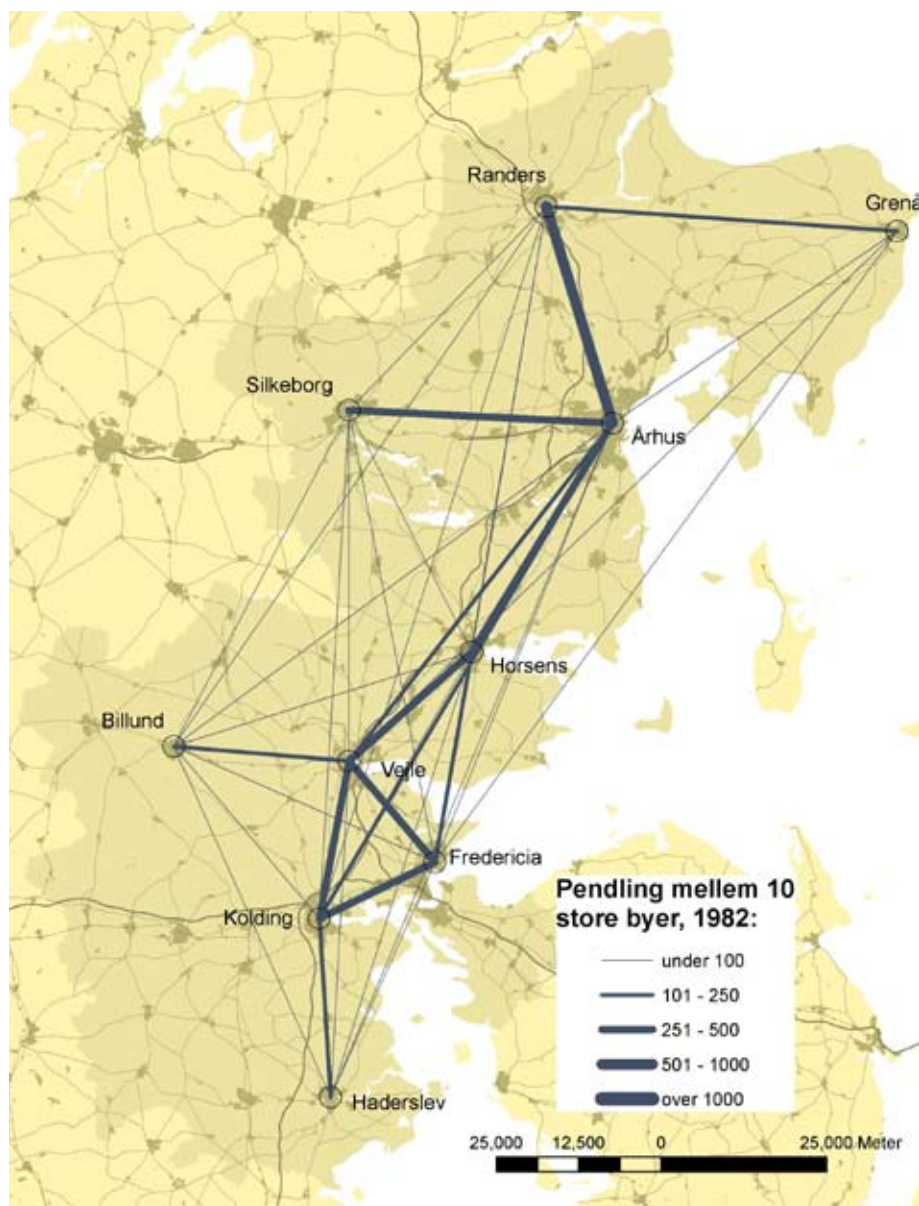 Randers
Grenå
Silkeborg
Århus
Horsens
Billund
Vejle
Fredericia
Kolding
Haderslev
Pendling mellem 10
store byer, 1982:
under 100
101 - 250
251 - 500
501 - 1000
over 1000
25,000 12,500 0 25,000 Meter